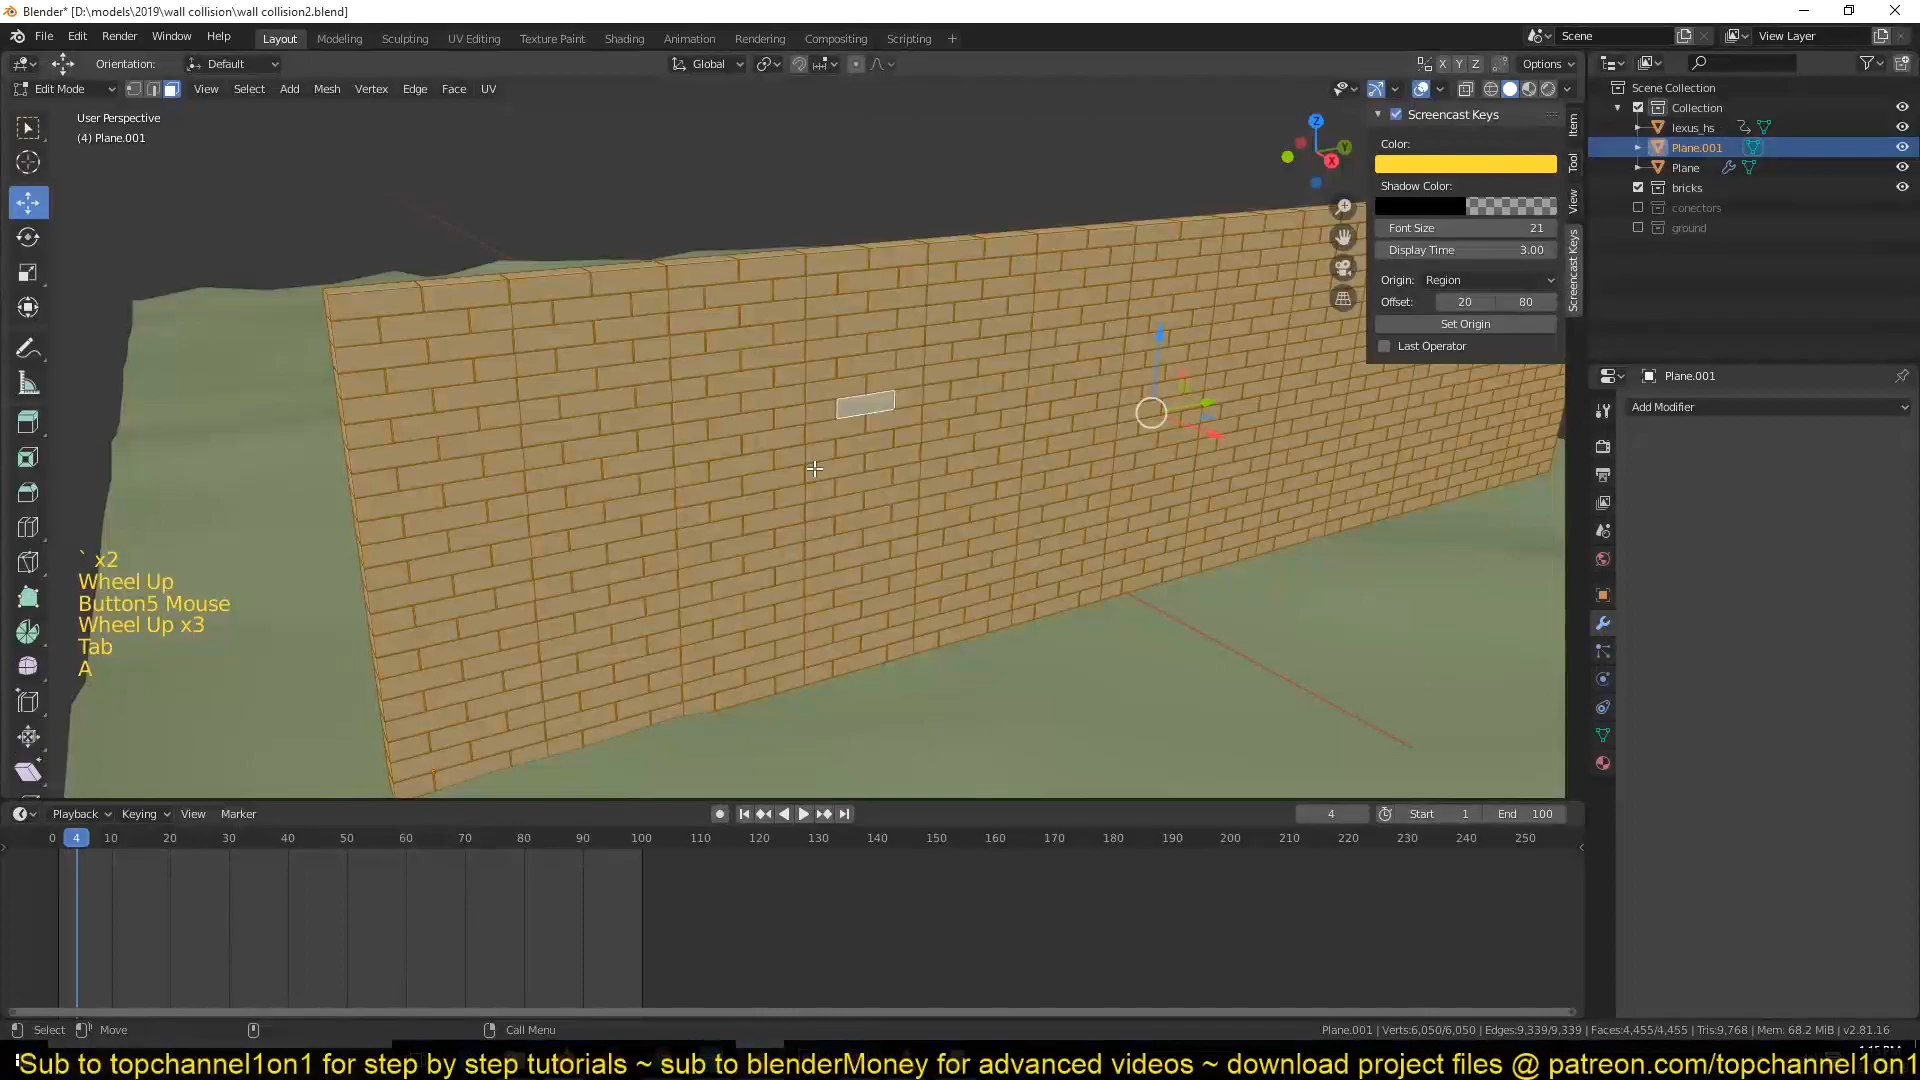 Blender* [D:\models\2019\wall collision\wall collision2.blend]
File Edit Render Window Help Layout Modeling Sculpting UV Editing Texture Paint Shading Animation Rendering Compositing Scripting Scene View Layer
Orientation: Default Global X Y Z Options
Edit Mode View Select Add Mesh Vertex Edge Face UV
Scene Collection
Collection
lexus_hs
Plane.001
Plane
bricks
conectors
ground
User Perspective
(4) Plane.001
Z
Y
X
Screencast Keys
Color:
Shadow Color:
Font Size 21
Display Time 3.00
Origin: Region
Offset: 20 80
Set Origin
Last Operator
Item
Tool
View
Screencast Keys
Plane.001
Add Modifier
` x2
Wheel Up
Button5 Mouse
Wheel Up x3
Tab
A
Playback Keying View Marker 4 Start 1 End 100
0 4 10 20 30 40 50 60 70 80 90 100 110 120 130 140 150 160 170 180 190 200 210 220 230 240 250
Select Move Call Menu Plane.001 | Verts:6,050/6,050 | Edges:9,339/9,339 | Faces:4,455/4,455 | Tris:9,768 | Mem: 68.2 MiB | v2.81.16
Sub to topchannel1on1 for step by step tutorials ~ sub to blenderMoney for advanced videos ~ download project files @ patreon.com/topchannel1on1